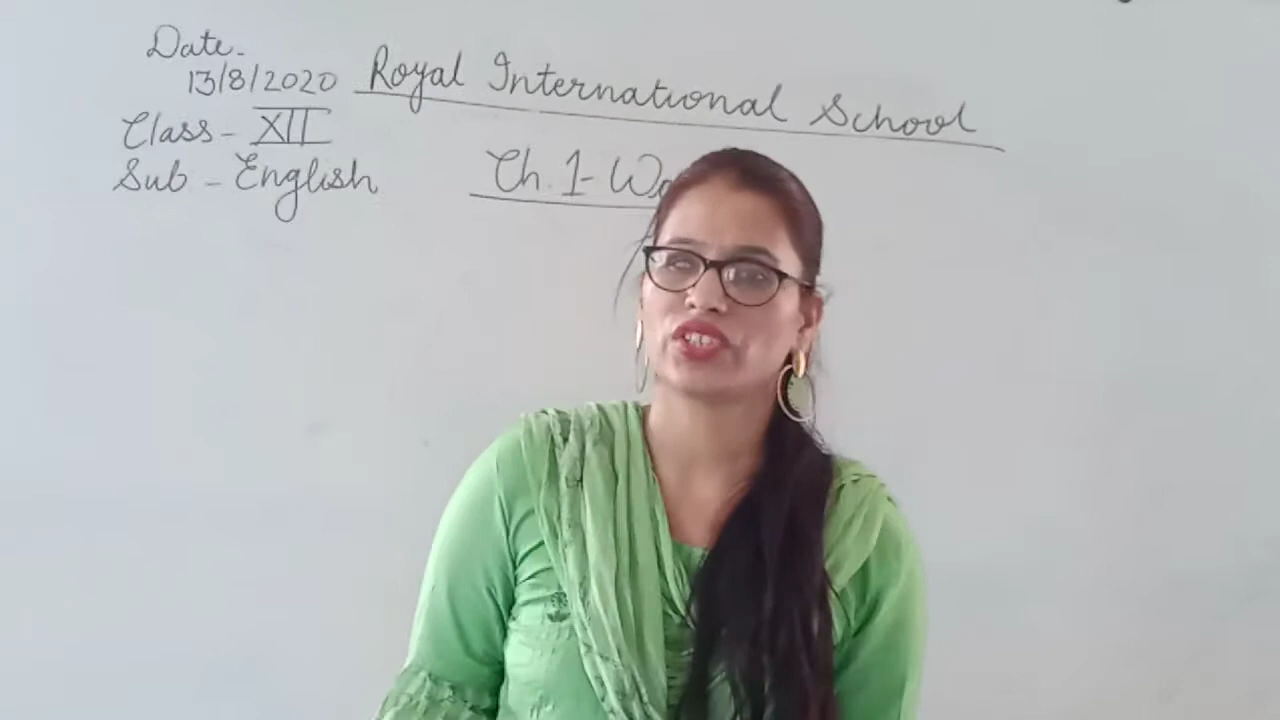 Date-
13/8/2020
Royal International School
Class - XII
Sub - English
Ch. 1-